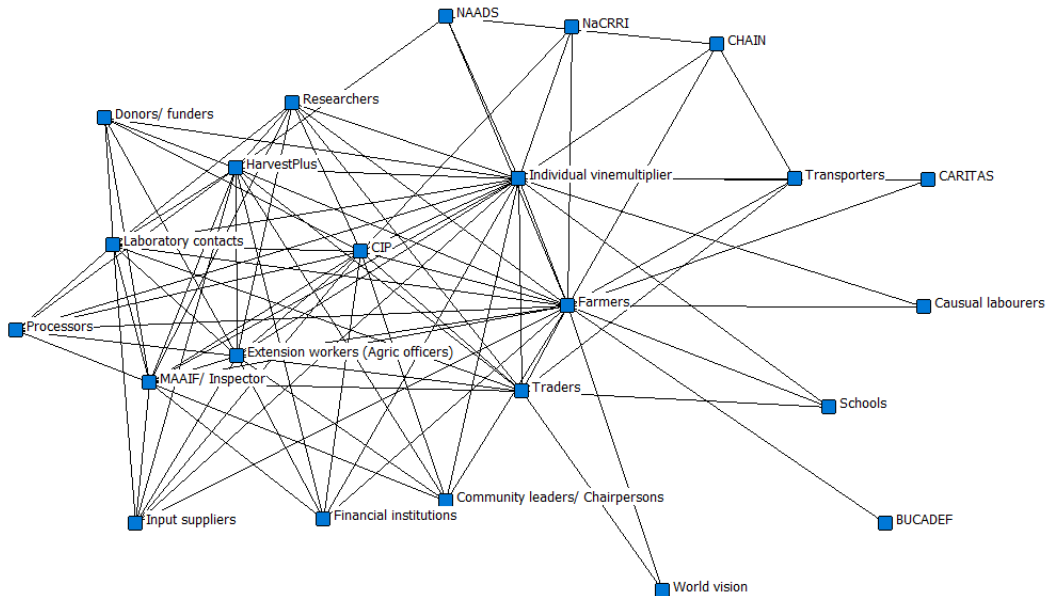 NAADS
NaCRRI
CHAIN
Researchers
Donors/ funders
HarvestPlus
Individual vinemultiplier
Transporters
CARITAS
Laboratory contacts
CIP
Farmers
Causual labourers
Processors
Extension workers (Agric officers)
MAAIF/ Inspector
Traders
Schools
Community leaders/ Chairpersons
Input suppliers
Financial institutions
BUCADEF
World vision